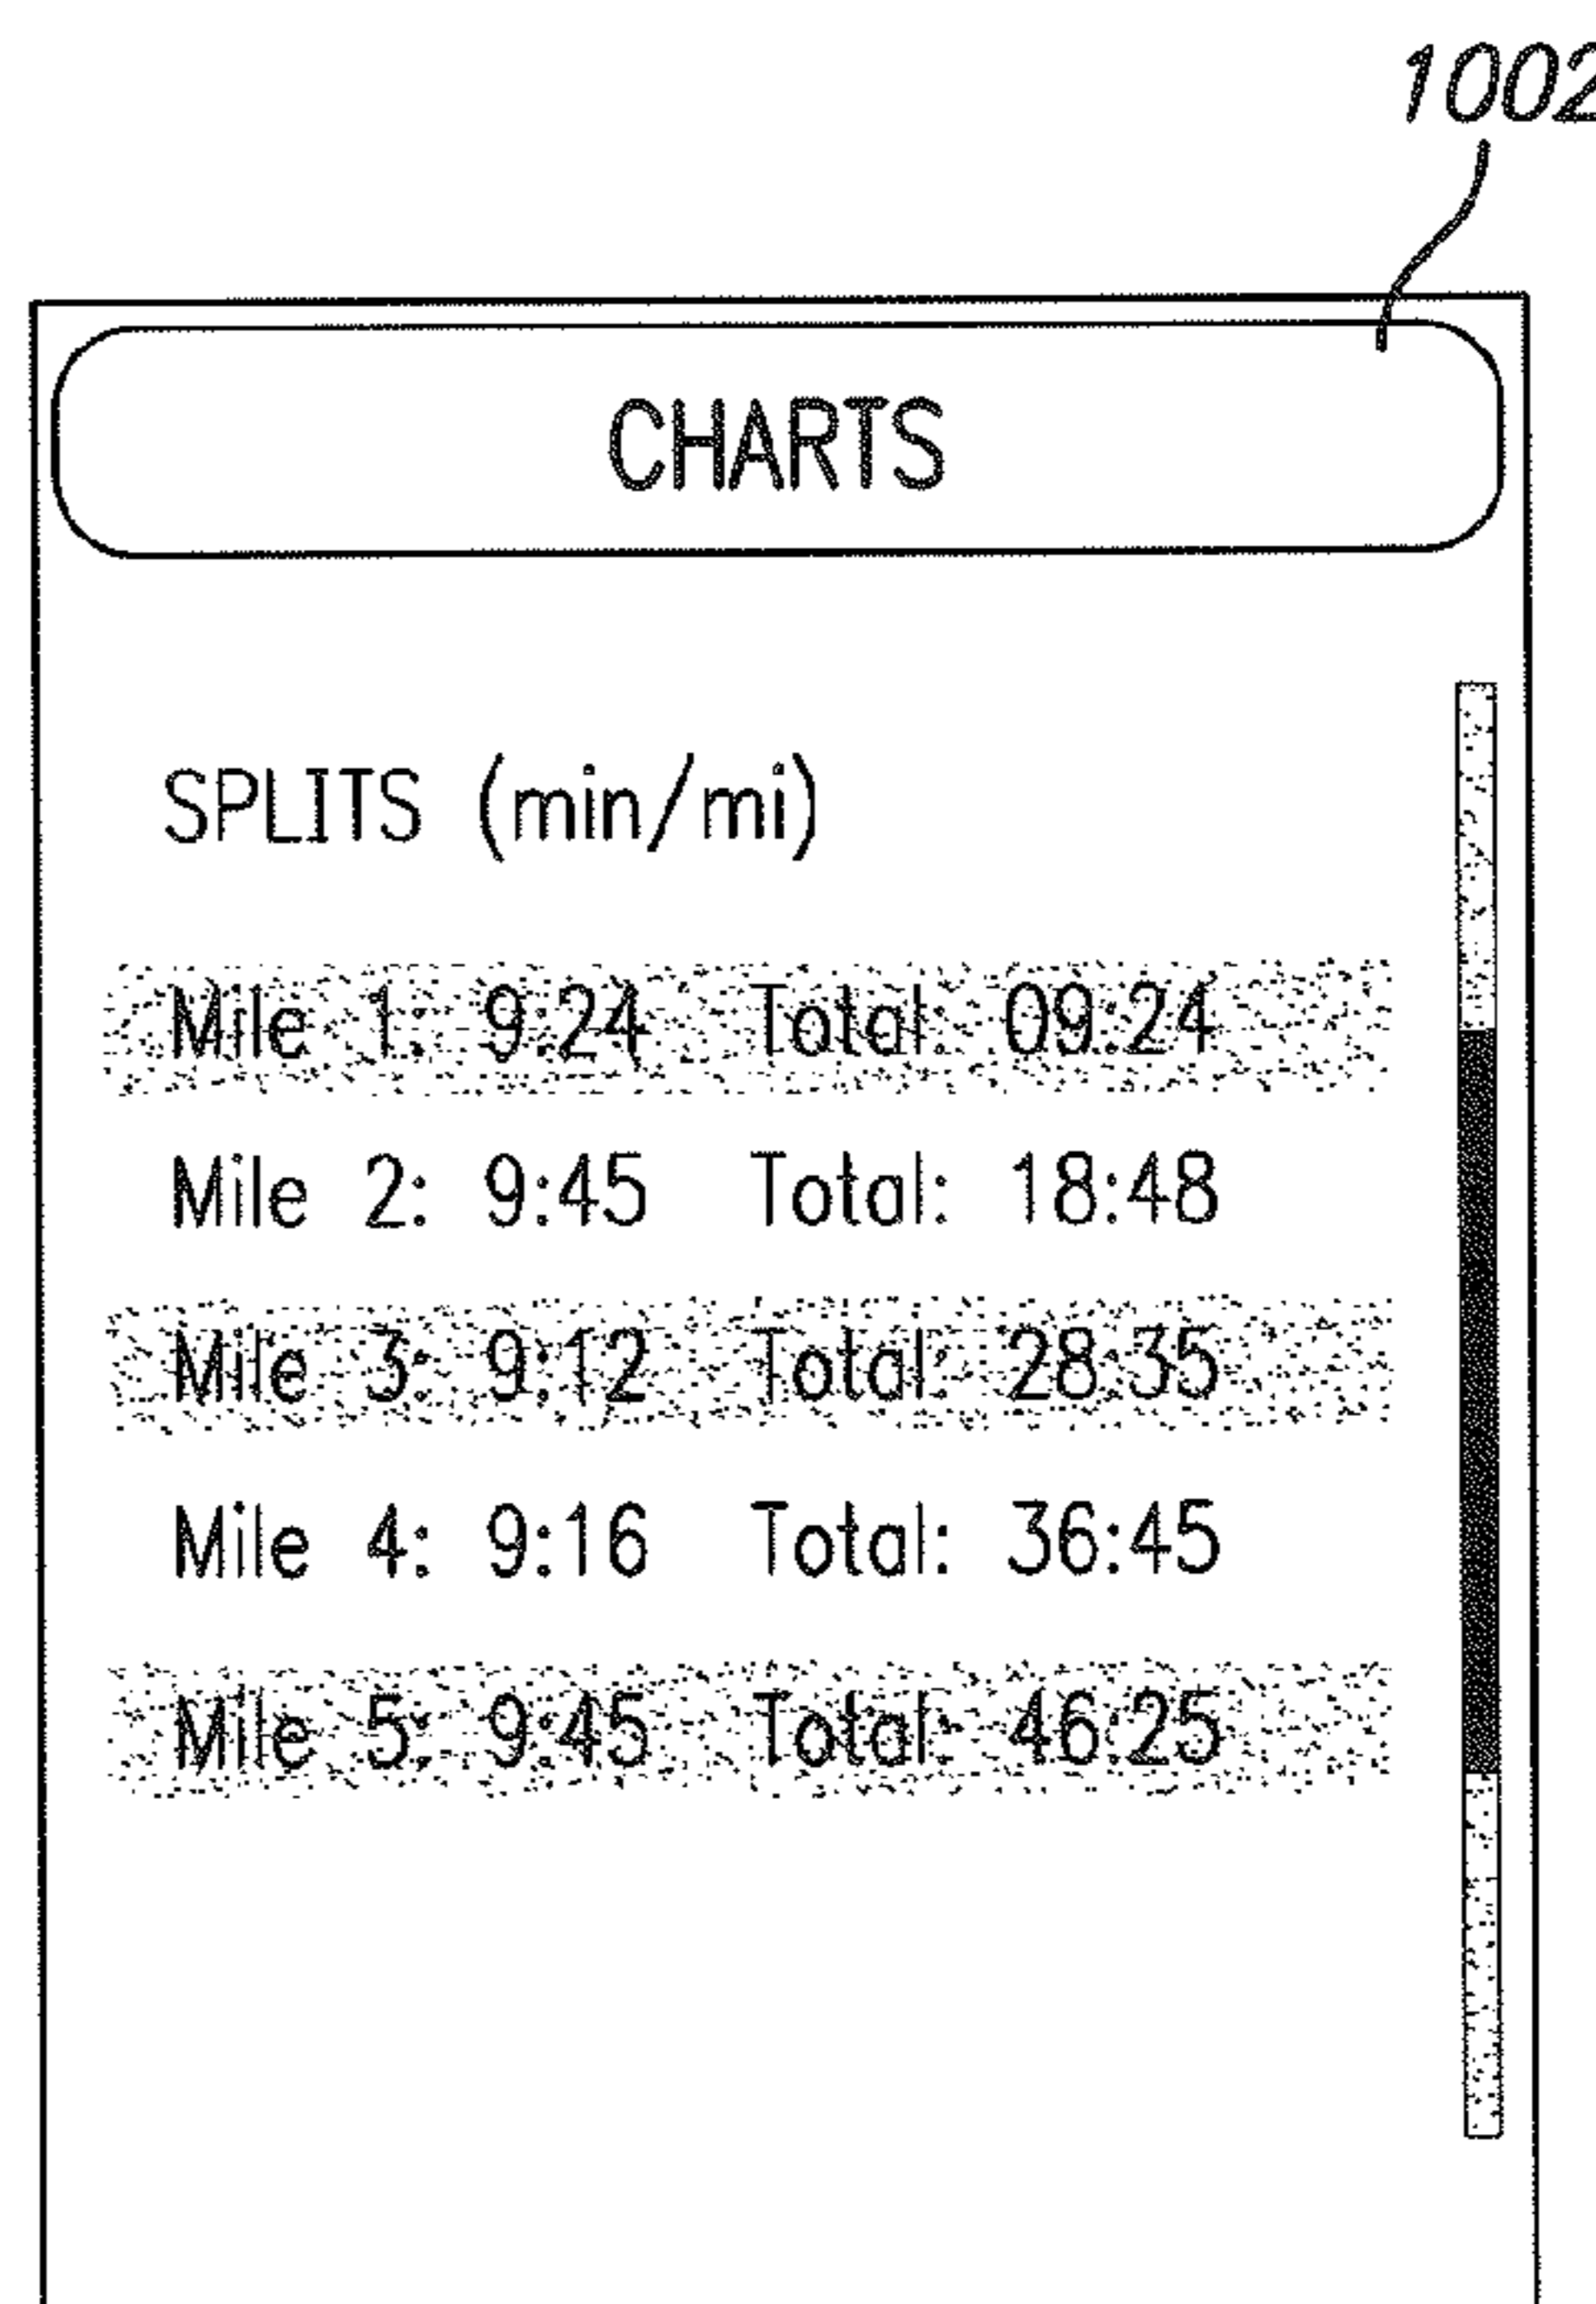 1002
CHARTS
SPLITS (min/mi)
Mile 1: 9:24 Total: 09:24
Mile 2: 9:45 Total: 18:48
Mile 3: 9:12 Total: 28:35
Mile 4: 9:16 Total: 36:45
Mile 5: 9:45 Total: 46:25